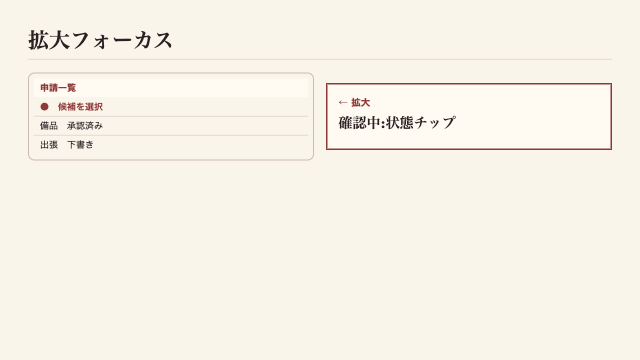 拡大フォーカス
申請一覧
● 候補を選択
備品 承認済み
出張 下書き
← 拡大
確認中:状態チップ